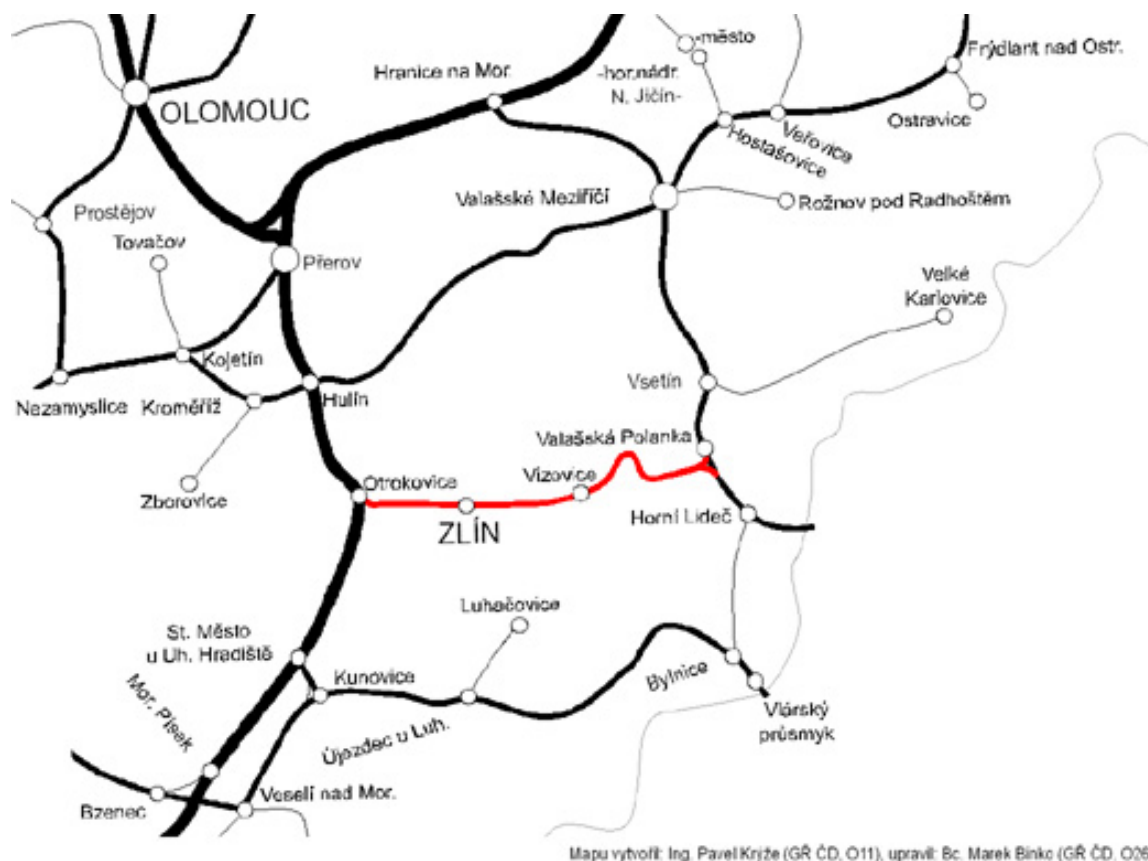 -město
Frýdlant nad Ostr.
Hranice na Mor.
-hor.nádr.
N. Jičín-
OLOMOUC
Ostravice
Veřovice
Hostašovice
Valašské Meziříčí
Rožnov pod Radhoštěm
Prostějov
Tovačov
Přerov
Velké
Karlovice
Kojetín
Vsetín
Nezamyslice
Kroměříž
Hulín
Valašská Polanka
Vizovice
Otrokovice
Zborovice
ZLÍN
Horní Lideč
Luhačovice
St. Město
u Uh. Hradiště
Kunovice
Bylnice
Mor. Písek
Újezdec u Luh.
Vlárský
průsmyk
Veselí nad Mor.
Bzenec
Mapu vytvořil: Ing. Pavel Krýže (GŘ ČD, O11), upravil: Bc. Marek Binko (GŘ ČD, O26